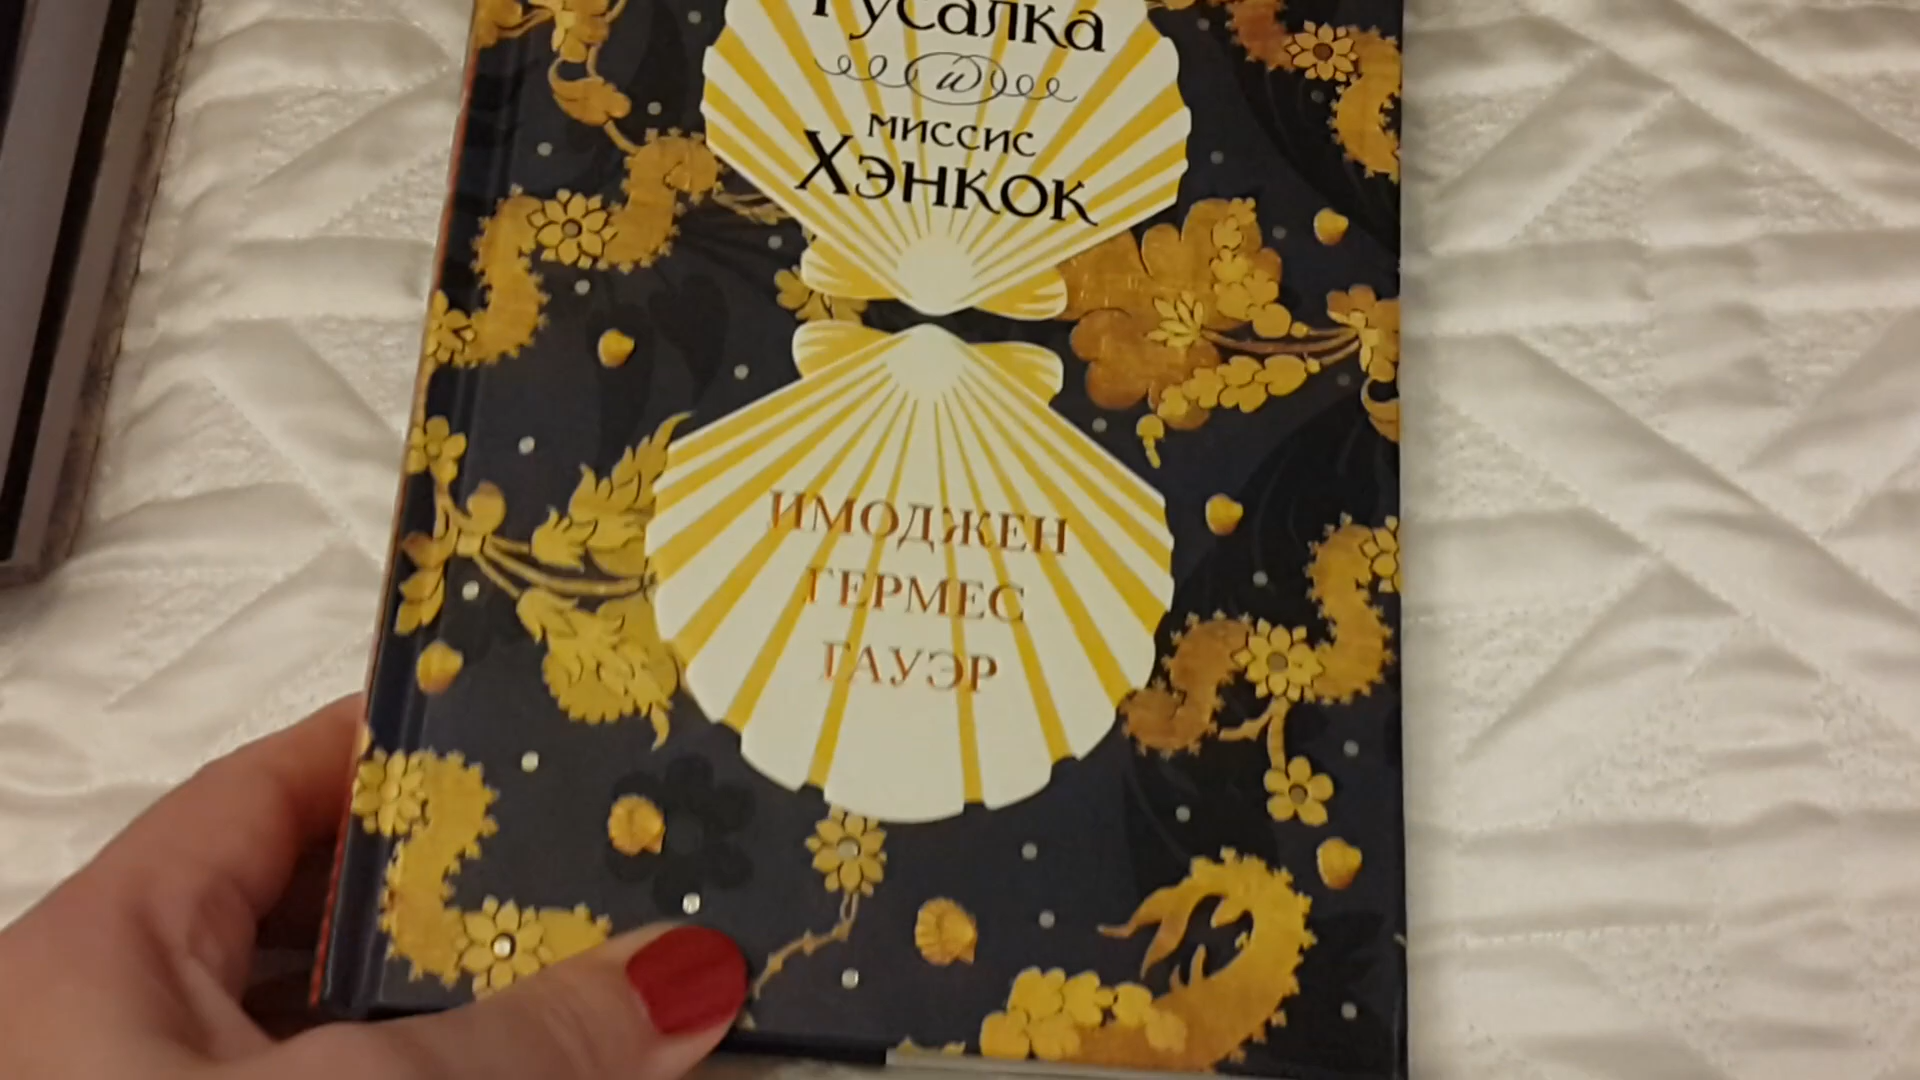 Русалка
и
миссис
Хэнкок
ИМОДЖЕН
ГЕРМЕС
ГАУЭР